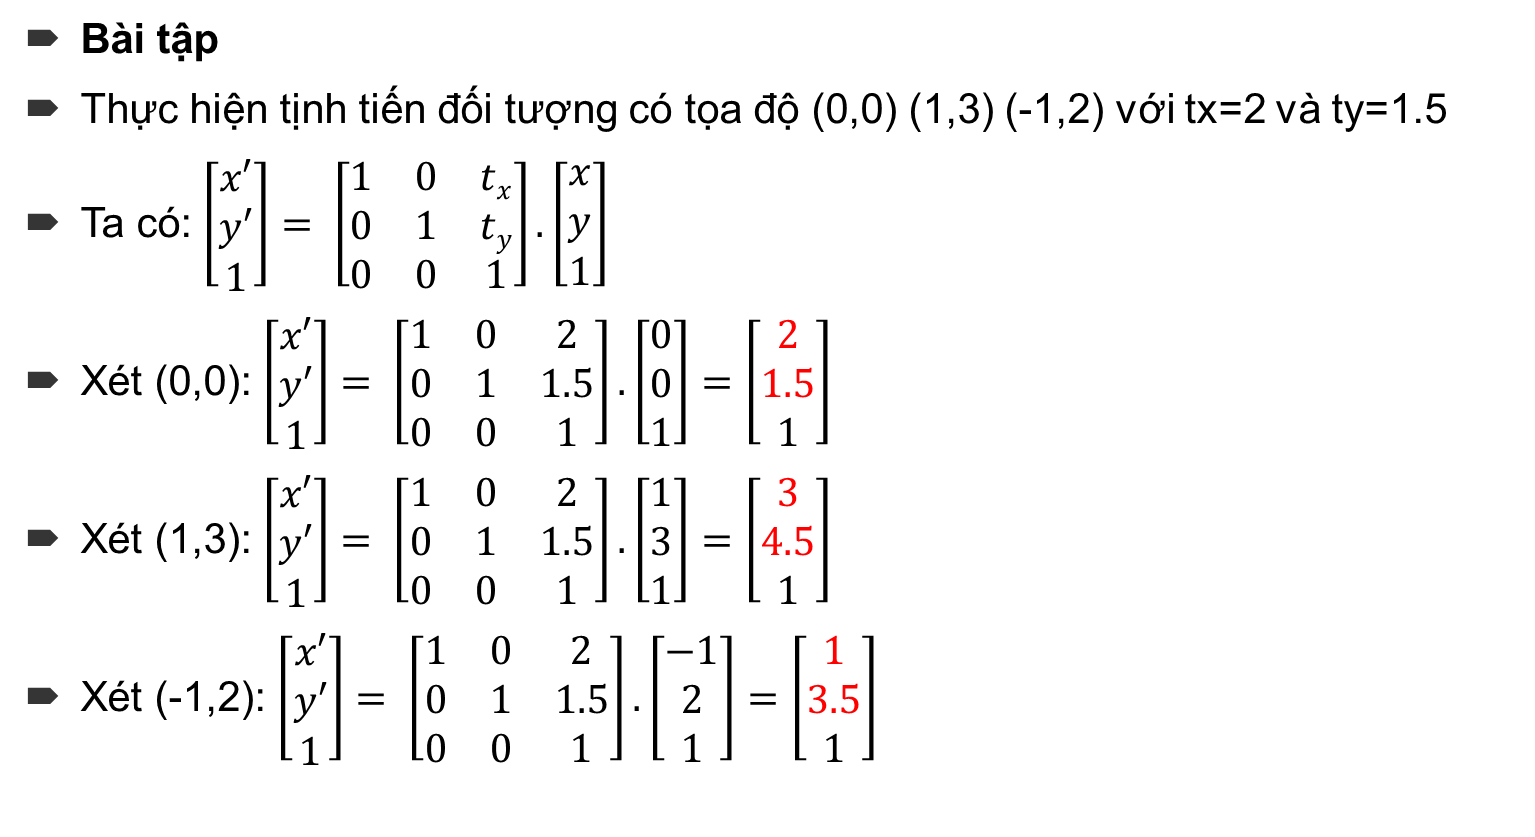 Bài tập
Thực hiện tịnh tiến đối tượng có tọa độ (0,0) (1,3) (-1,2) với tx=2 và ty=1.5
Ta có: [x′ y′ 1] = [1 0 t_x; 0 1 t_y; 0 0 1] . [x y 1]
Xét (0,0): [x′ y′ 1] = [1 0 2; 0 1 1.5; 0 0 1] . [0 0 1] = [2 1.5 1]
Xét (1,3): [x′ y′ 1] = [1 0 2; 0 1 1.5; 0 0 1] . [1 3 1] = [3 4.5 1]
Xét (-1,2): [x′ y′ 1] = [1 0 2; 0 1 1.5; 0 0 1] . [−1 2 1] = [1 3.5 1]